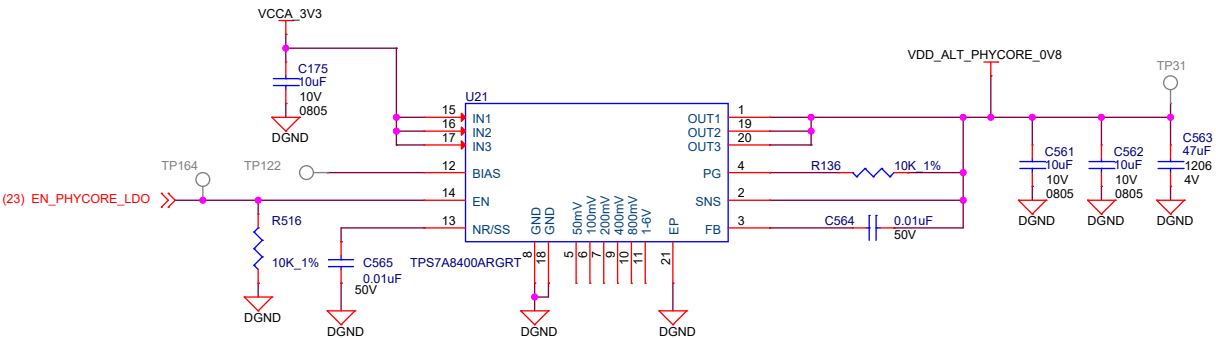 VCCA_3V3
C175
10uF
10V
0805
DGND
U21
VDD_ALT_PHYCORE_0V8
TP31
15 IN1
16 IN2
17 IN3
OUT1 1
OUT2 19
OUT3 20
TP164
TP122
12 BIAS
PG 4
R136
10K_1%
C561
10uF
10V
0805
DGND
C562
10uF
10V
0805
DGND
C563
47uF
1206
4V
DGND
(23) EN_PHYCORE_LDO
14 EN
SNS 2
R516
10K_1%
DGND
13 NR/SS
FB 3
C564
0.01uF
50V
GND
GND
50mV
100mV
200mV
400mV
800mV
1-6V
EP
8
18
5
6
7
9
10
11
21
C565
0.01uF
50V
TPS7A8400ARGRT
DGND
DGND
DGND